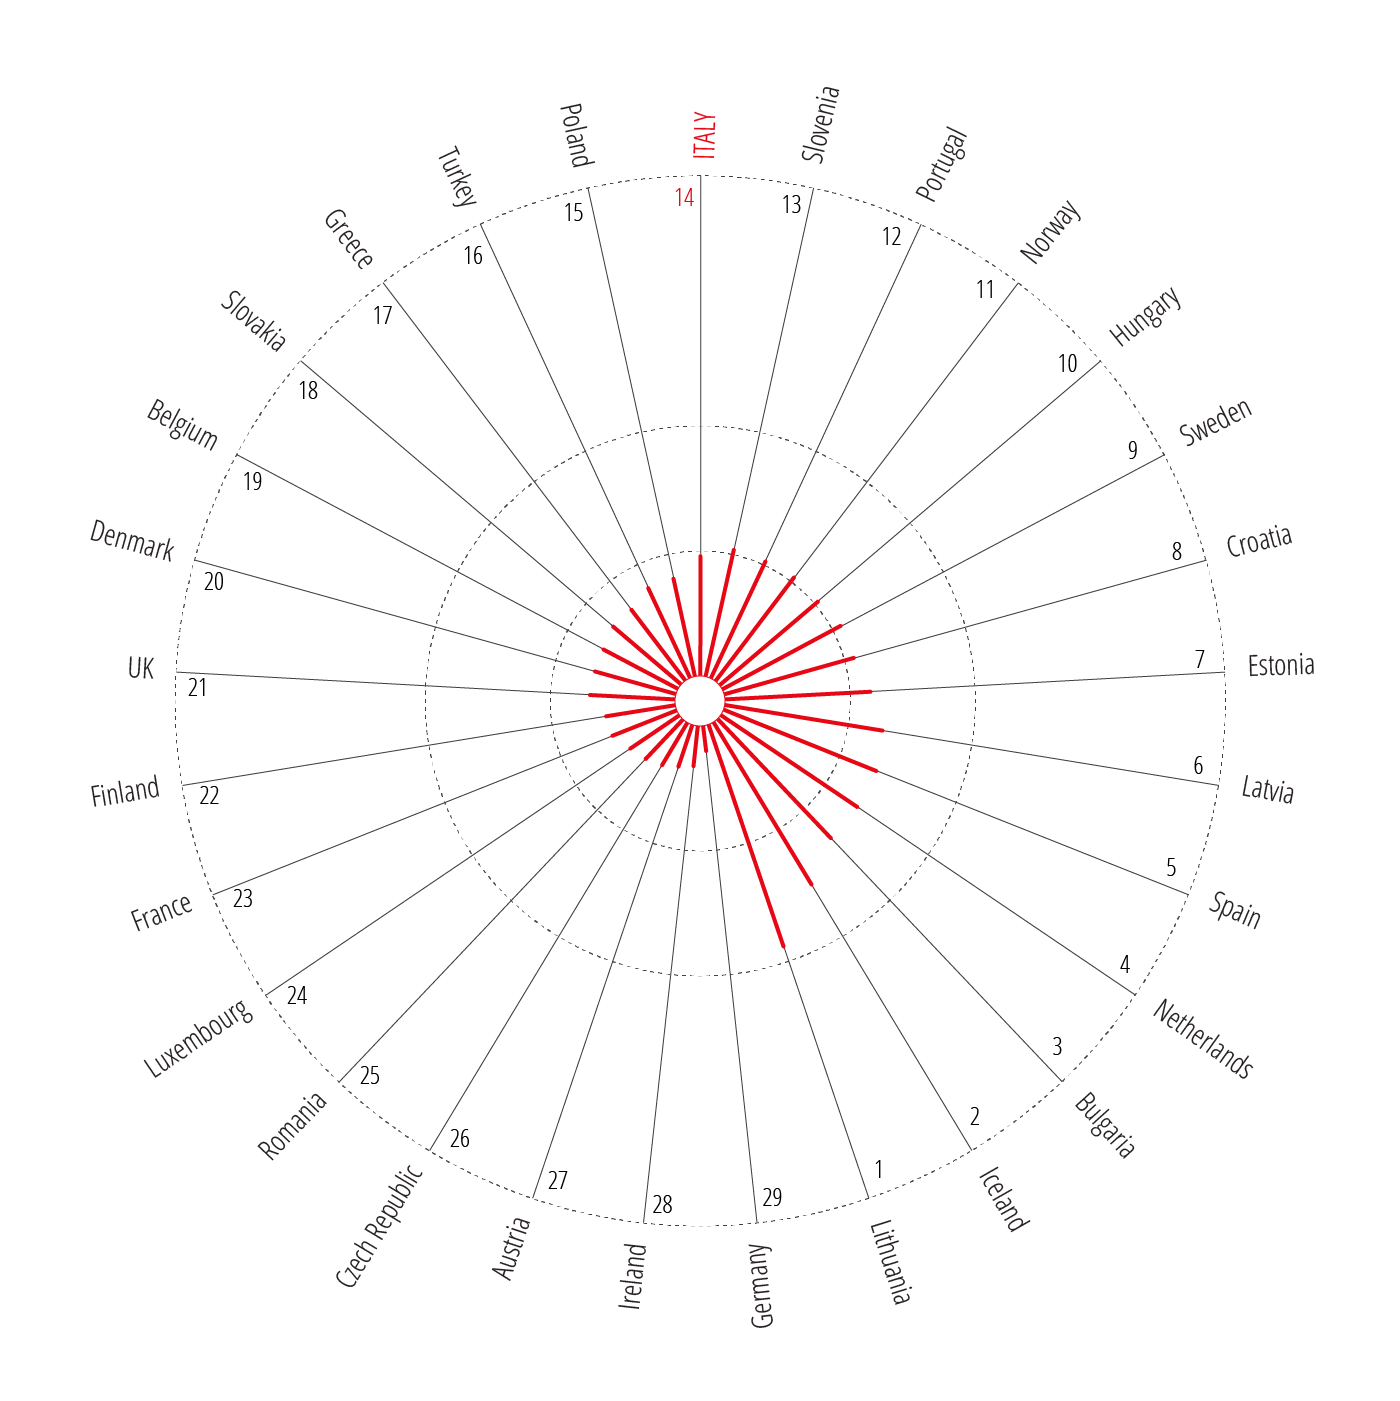 ITALY
14
Slovenia
13
Portugal
12
Norway
11
Hungary
10
Sweden
9
Croatia
8
Estonia
7
Latvia
6
Spain
5
Netherlands
4
Bulgaria
3
Iceland
2
Lithuania
1
Germany
29
Ireland
28
Austria
27
Czech Republic
26
Romania
25
Luxembourg
24
France
23
Finland
22
UK
21
Denmark
20
Belgium
19
Slovakia
18
Greece
17
Turkey
16
Poland
15